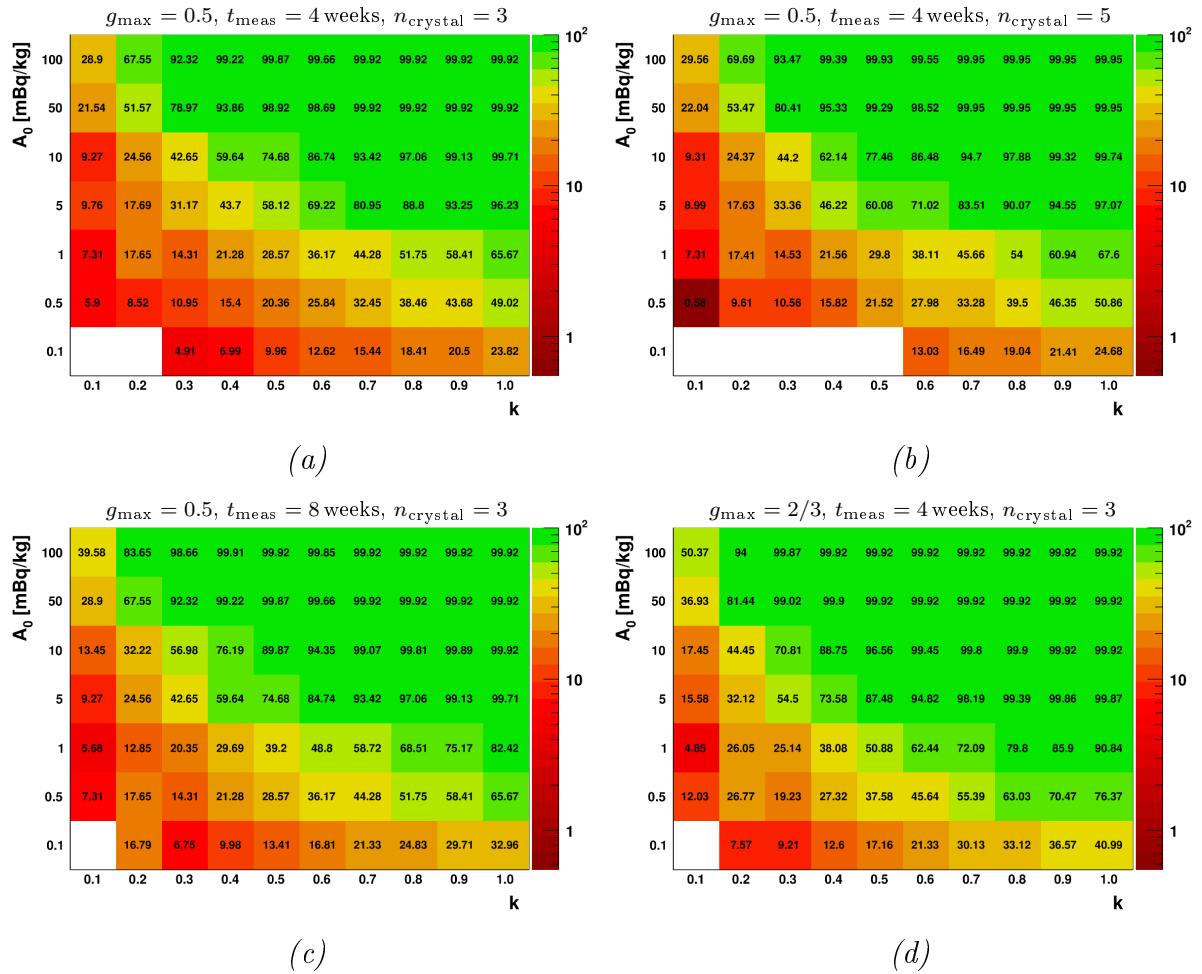 g_max = 0.5, t_meas = 4 weeks, n_crystal = 3
A_0 [mBq/kg]
100 28.9 67.55 92.32 99.22 99.87 99.66 99.92 99.92 99.92 99.92
50 21.54 51.57 78.97 93.86 98.92 98.69 99.92 99.92 99.92 99.92
10 9.27 24.56 42.65 59.64 74.68 86.74 93.42 97.06 99.13 99.71
5 9.76 17.69 31.17 43.7 58.12 69.22 80.95 88.8 93.25 96.23
1 7.31 17.65 14.31 21.28 28.57 36.17 44.28 51.75 58.41 65.67
0.5 5.9 8.52 10.95 15.4 20.36 25.84 32.45 38.46 43.68 49.02
0.1 4.91 6.99 9.96 12.62 15.44 18.41 20.5 23.82
0.1 0.2 0.3 0.4 0.5 0.6 0.7 0.8 0.9 1.0
k
10^2
10
1
(a)
g_max = 0.5, t_meas = 4 weeks, n_crystal = 5
A_0 [mBq/kg]
100 29.56 69.69 93.47 99.39 99.93 99.55 99.95 99.95 99.95 99.95
50 22.04 53.47 80.41 95.33 99.29 98.52 99.95 99.95 99.95 99.95
10 9.31 24.37 44.2 62.14 77.46 86.48 94.7 97.88 99.32 99.74
5 8.99 17.63 33.36 46.22 60.08 71.02 83.51 90.07 94.55 97.07
1 7.31 17.41 14.53 21.56 29.8 38.11 45.66 54 60.94 67.6
0.5 0.58 9.61 10.56 15.82 21.52 27.98 33.28 39.5 46.35 50.86
0.1 13.03 16.49 19.04 21.41 24.68
0.1 0.2 0.3 0.4 0.5 0.6 0.7 0.8 0.9 1.0
k
10^2
10
1
(b)
g_max = 0.5, t_meas = 8 weeks, n_crystal = 3
A_0 [mBq/kg]
100 39.58 83.65 98.66 99.91 99.92 99.85 99.92 99.92 99.92 99.92
50 28.9 67.55 92.32 99.22 99.87 99.66 99.92 99.92 99.92 99.92
10 13.45 32.22 56.98 76.19 89.87 94.35 99.07 99.81 99.89 99.92
5 9.27 24.56 42.65 59.64 74.68 84.74 93.42 97.06 99.13 99.71
1 5.68 12.85 20.35 29.69 39.2 48.8 58.72 68.51 75.17 82.42
0.5 7.31 17.65 14.31 21.28 28.57 36.17 44.28 51.75 58.41 65.67
0.1 16.79 6.75 9.98 13.41 16.81 21.33 24.83 29.71 32.96
0.1 0.2 0.3 0.4 0.5 0.6 0.7 0.8 0.9 1.0
k
10^2
10
1
(c)
g_max = 2/3, t_meas = 4 weeks, n_crystal = 3
A_0 [mBq/kg]
100 50.37 94 99.87 99.92 99.92 99.92 99.92 99.92 99.92 99.92
50 36.93 81.44 99.02 99.9 99.92 99.92 99.92 99.92 99.92 99.92
10 17.45 44.45 70.81 88.75 96.56 99.45 99.8 99.9 99.92 99.92
5 15.58 32.12 54.5 73.58 87.48 94.82 98.19 99.39 99.86 99.87
1 4.85 26.05 25.14 38.08 50.88 62.44 72.09 79.8 85.9 90.84
0.5 12.03 26.77 19.23 27.32 37.58 45.64 55.39 63.03 70.47 76.37
0.1 7.57 9.21 12.6 17.16 21.33 30.13 33.12 36.57 40.99
0.1 0.2 0.3 0.4 0.5 0.6 0.7 0.8 0.9 1.0
k
10^2
10
1
(d)